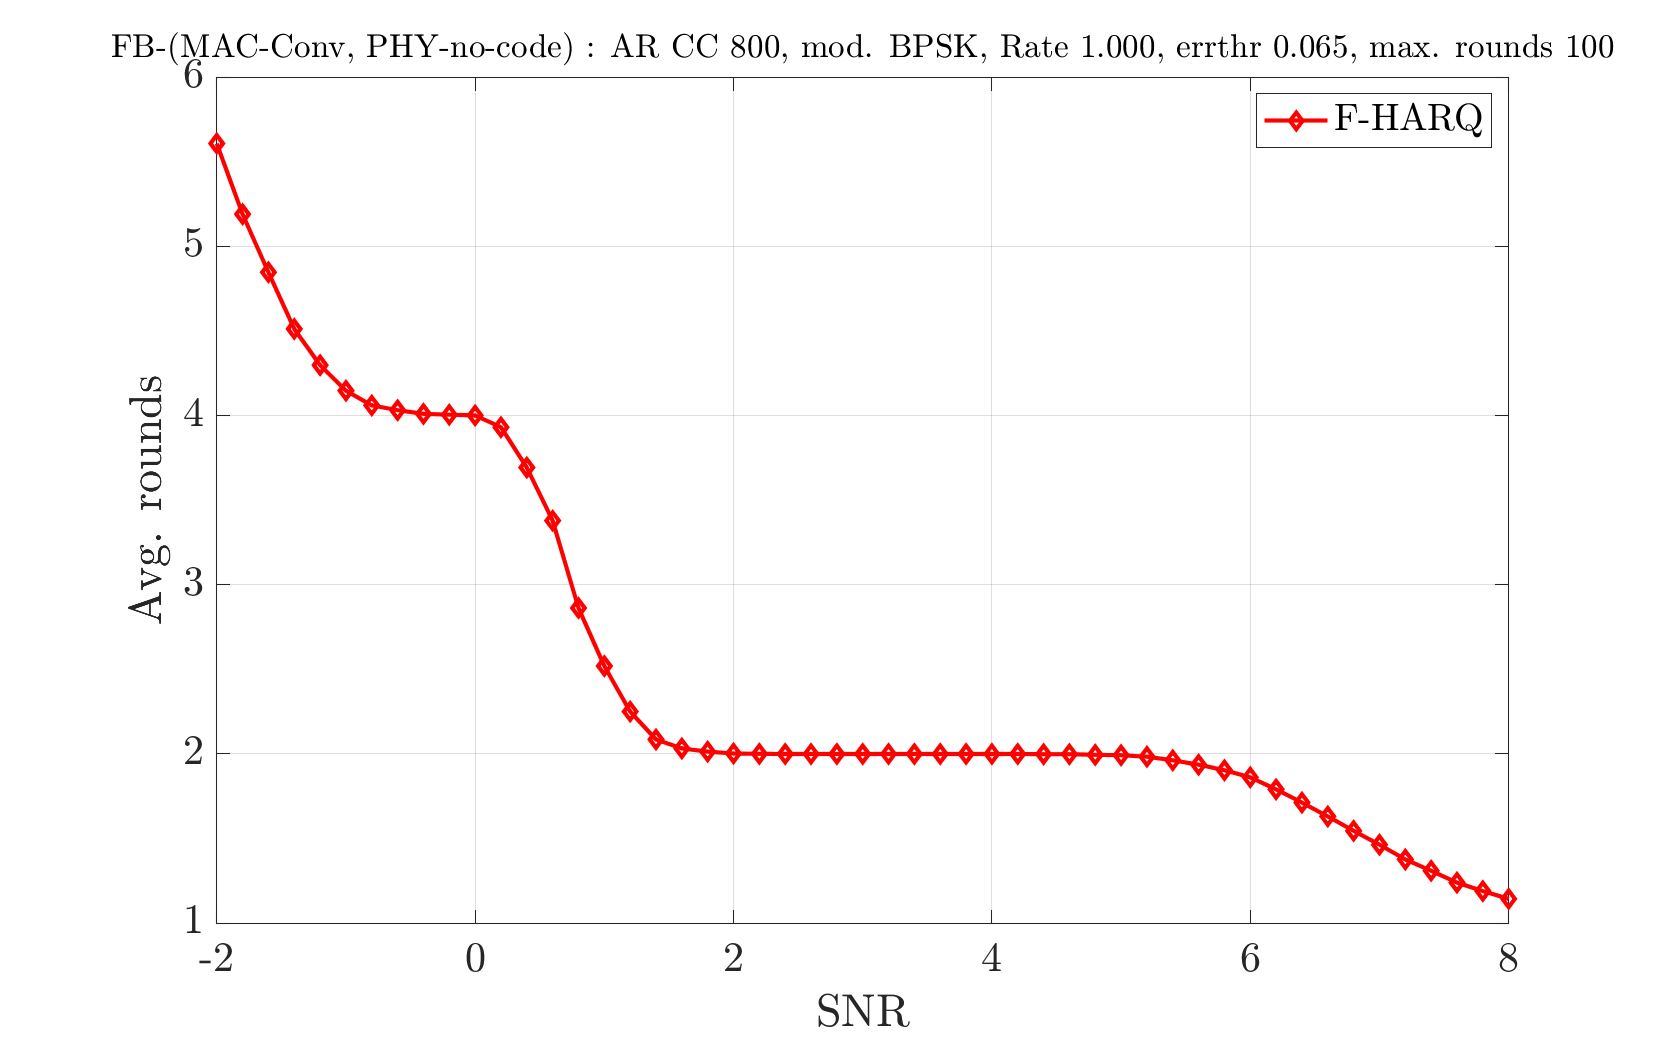 FB-(MAC-Conv, PHY-no-code) : AR CC 800, mod. BPSK, Rate 1.000, errthr 0.065, max. rounds 100
F-HARQ
6
5
4
3
2
1
Avg. rounds
-2 0 2 4 6 8
SNR